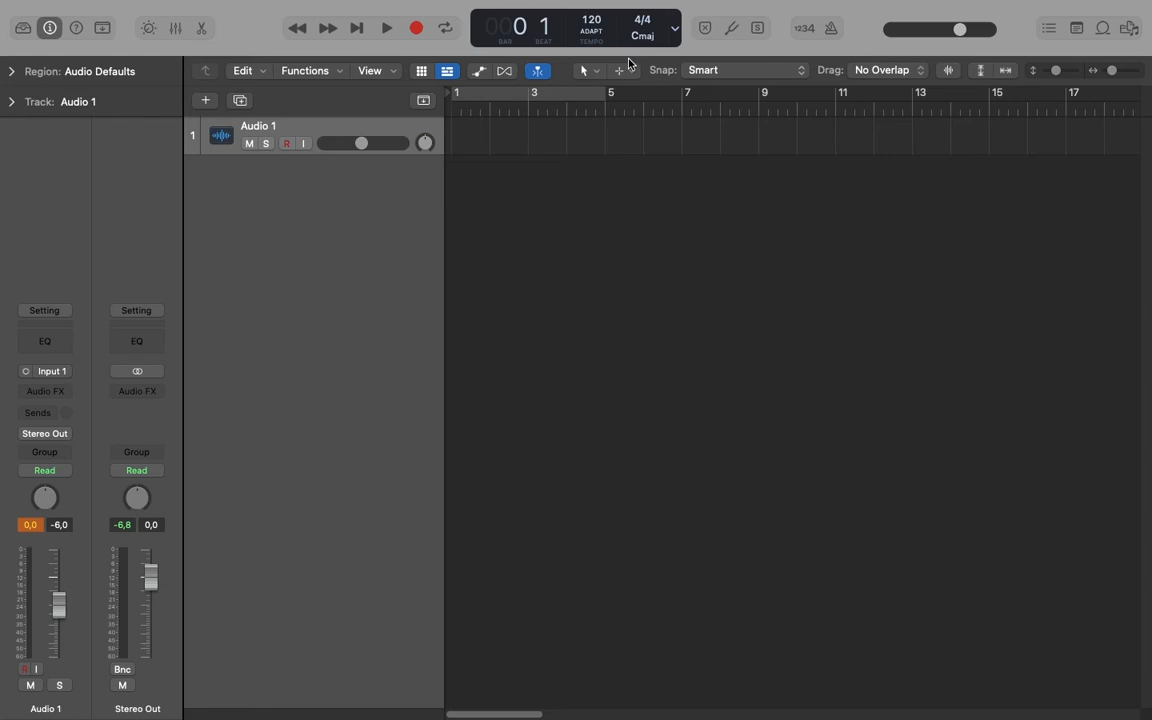 0 1 120 4/4
ADAPT Cmaj
BAR BEAT TEMPO
1234
Region: Audio Defaults
Edit Functions View Snap: Smart Drag: No Overlap
Track: Audio 1
1 3 5 7 9 11 13 15 17
1 Audio 1
M S R I
Setting Setting
EQ EQ
Input 1
Audio FX Audio FX
Sends
Stereo Out
Group Group
Read Read
0,0 -6,0 -6,8 0,0
R I Bnc
M S M
Audio 1 Stereo Out